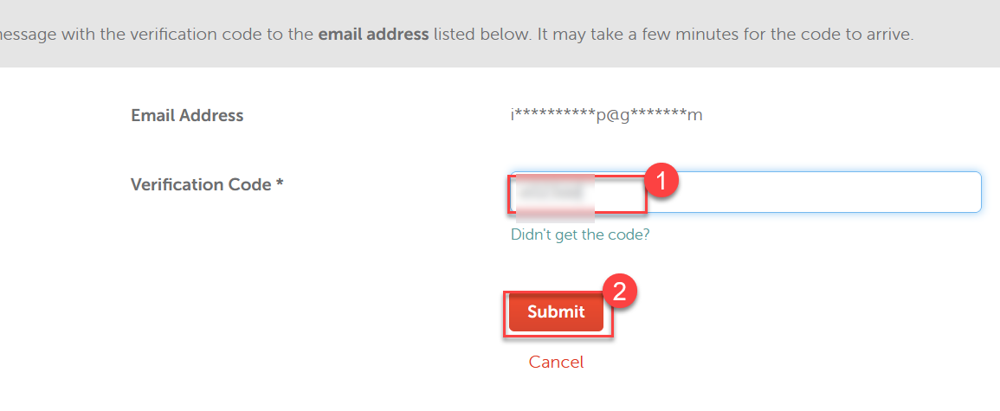 essage with the verification code to the email address listed below. It may take a few minutes for the code to arrive.
Email Address
i**********p@g*******m
Verification Code *
1
Didn't get the code?
2
Submit
Cancel